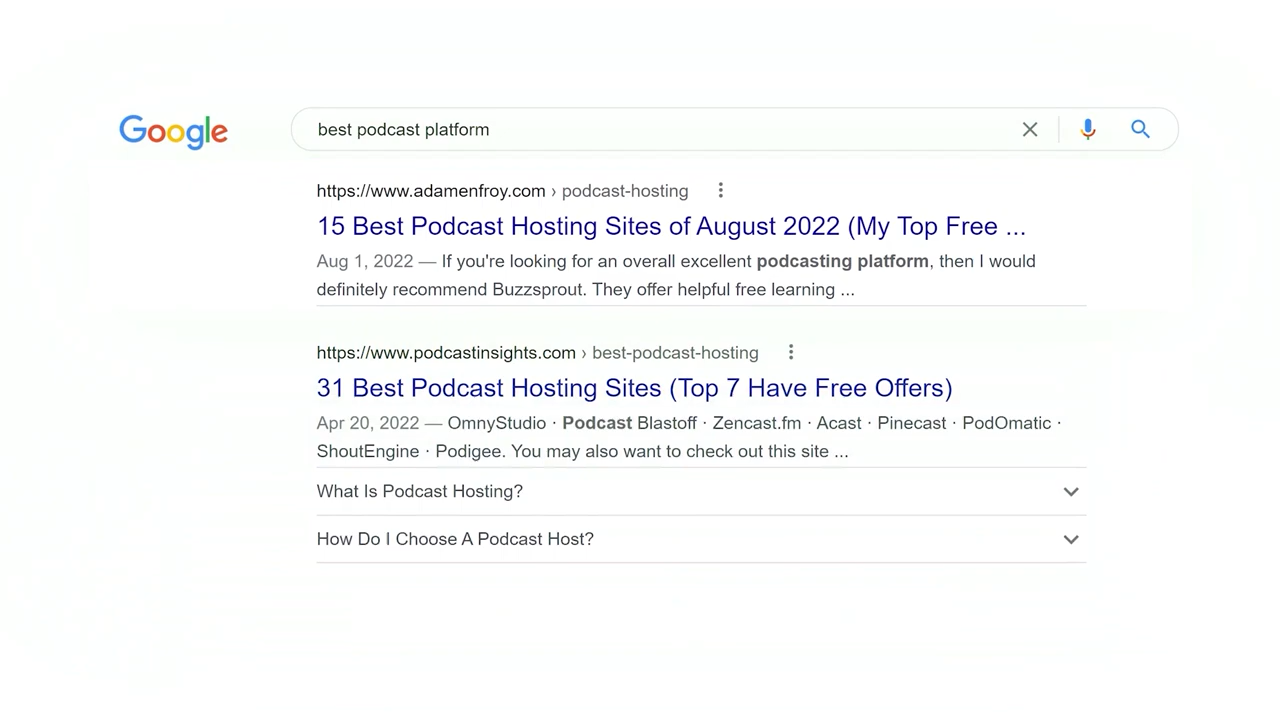 Google
best podcast platform
https://www.adamenfroy.com › podcast-hosting
15 Best Podcast Hosting Sites of August 2022 (My Top Free ...
Aug 1, 2022 — If you're looking for an overall excellent podcasting platform, then I would
definitely recommend Buzzsprout. They offer helpful free learning ...
https://www.podcastinsights.com › best-podcast-hosting
31 Best Podcast Hosting Sites (Top 7 Have Free Offers)
Apr 20, 2022 — OmnyStudio · Podcast Blastoff · Zencast.fm · Acast · Pinecast · PodOmatic ·
ShoutEngine · Podigee. You may also want to check out this site ...
What Is Podcast Hosting?
How Do I Choose A Podcast Host?